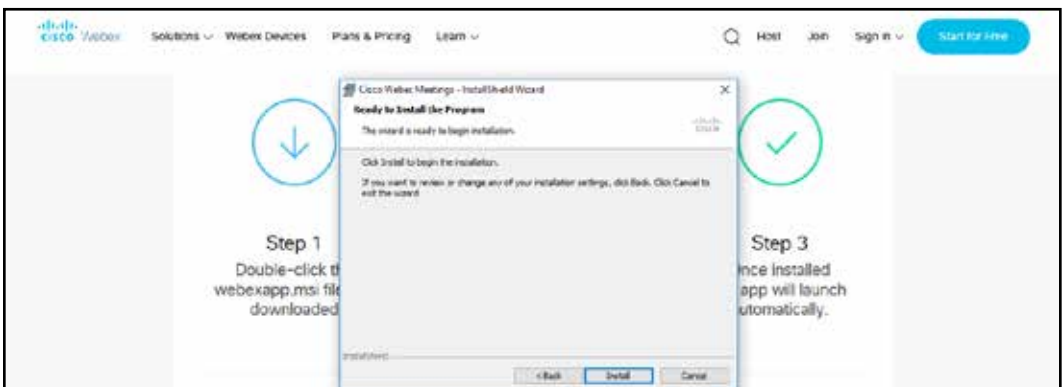 cisco Webex Solutions Webex Devices Plans & Pricing Learn Host Join Sign in Start for Free
Cisco Webex Meetings - InstallShield Wizard
Ready to Install the Program
The wizard is ready to begin installation.
CISCO
Click Install to begin the installation.
If you want to review or change any of your installation settings, click Back. Click Cancel to
exit the wizard.
Step 1
Double-click th
webexapp.msi file
downloaded
Step 3
nce installed
app will launch
utomatically.
InstallShield
< Back Install Cancel